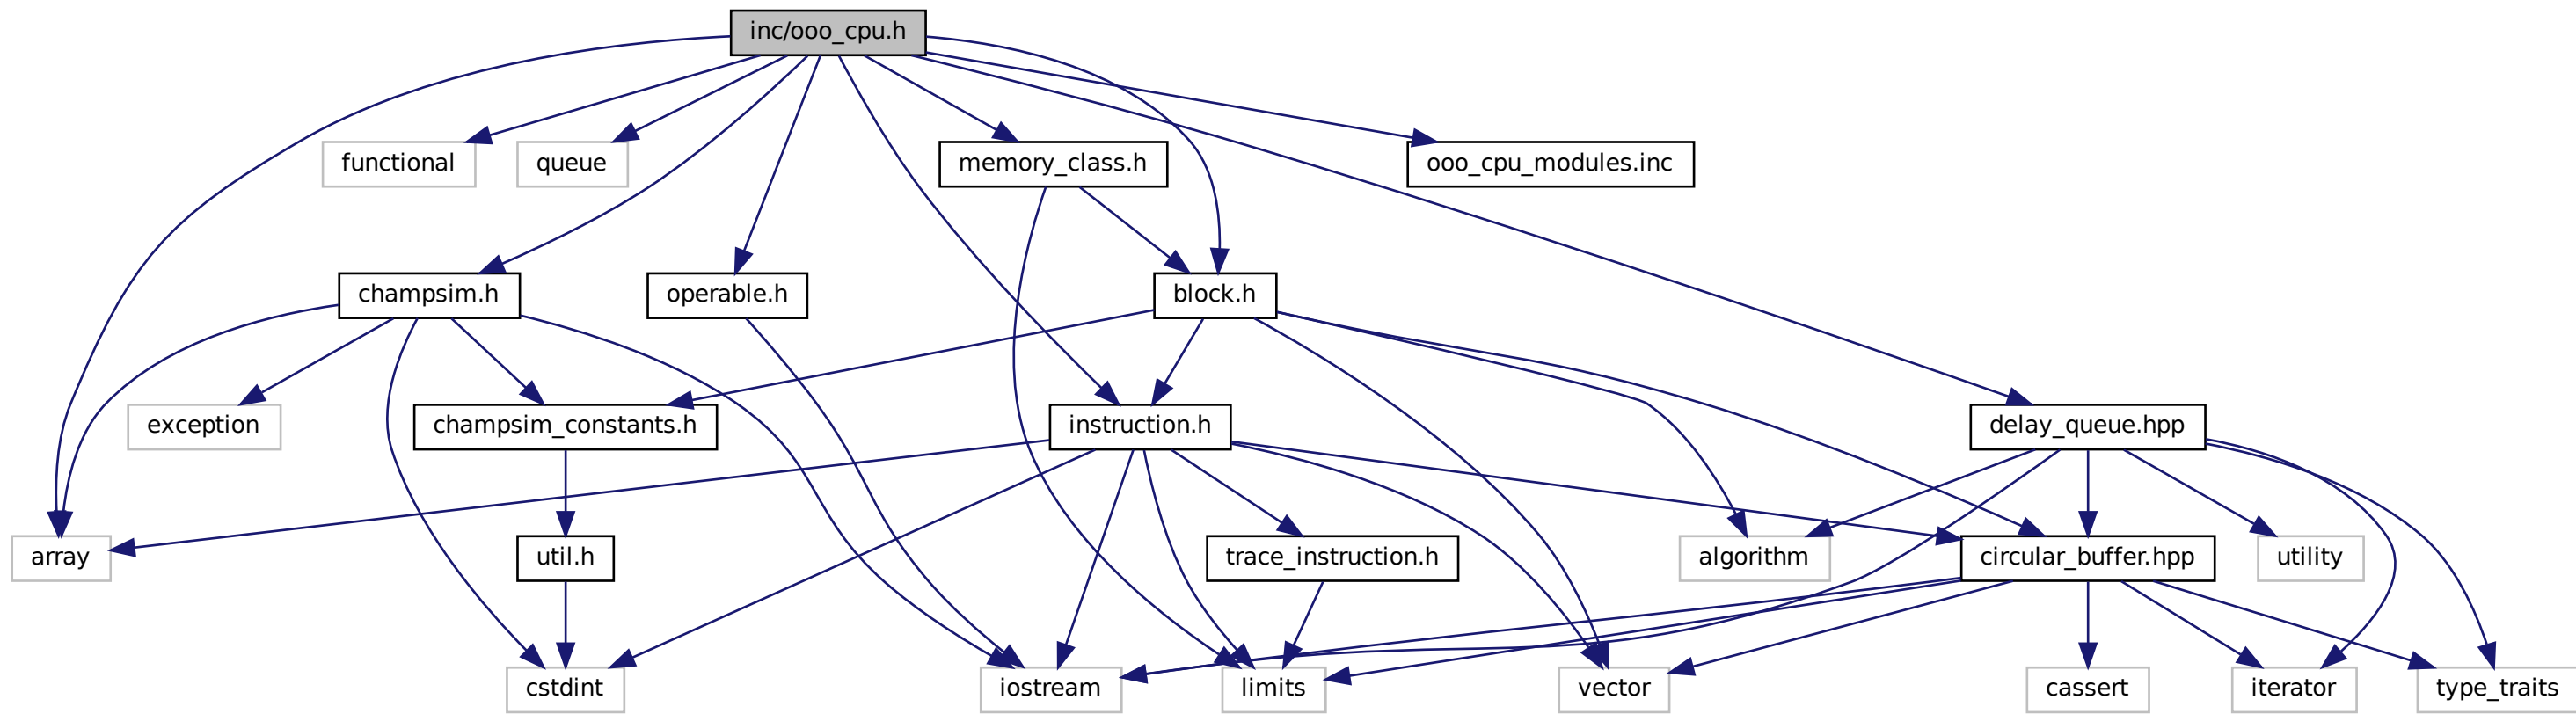 inc/ooo_cpu.h
functional
queue
memory_class.h
ooo_cpu_modules.inc
champsim.h
operable.h
block.h
exception
champsim_constants.h
instruction.h
delay_queue.hpp
array
util.h
trace_instruction.h
algorithm
circular_buffer.hpp
utility
cstdint
iostream
limits
vector
cassert
iterator
type_traits